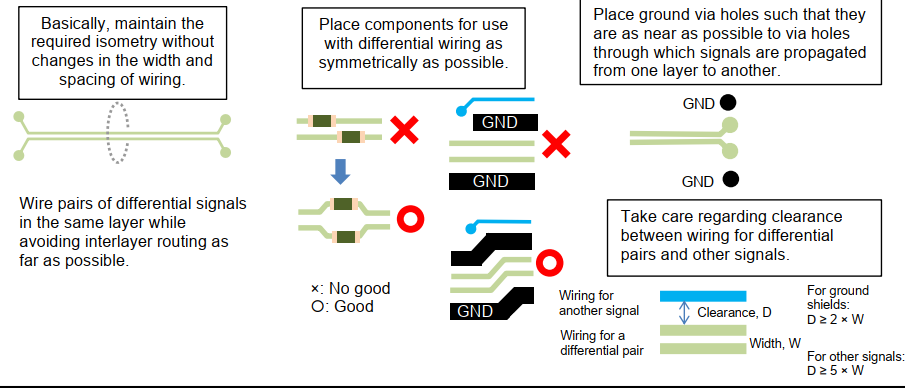 Basically, maintain the
required isometry without
changes in the width and
spacing of wiring.
Wire pairs of differential signals
in the same layer while
avoiding interlayer routing as
far as possible.
Place components for use
with differential wiring as
symmetrically as possible.
GND
GND
GND
×: No good
O: Good
Place ground via holes such that they
are as near as possible to via holes
through which signals are propagated
from one layer to another.
GND
GND
Take care regarding clearance
between wiring for differential
pairs and other signals.
Wiring for
another signal
Clearance, D
Wiring for a
differential pair
Width, W
For ground
shields:
D ≥ 2 × W
For other signals:
D ≥ 5 × W